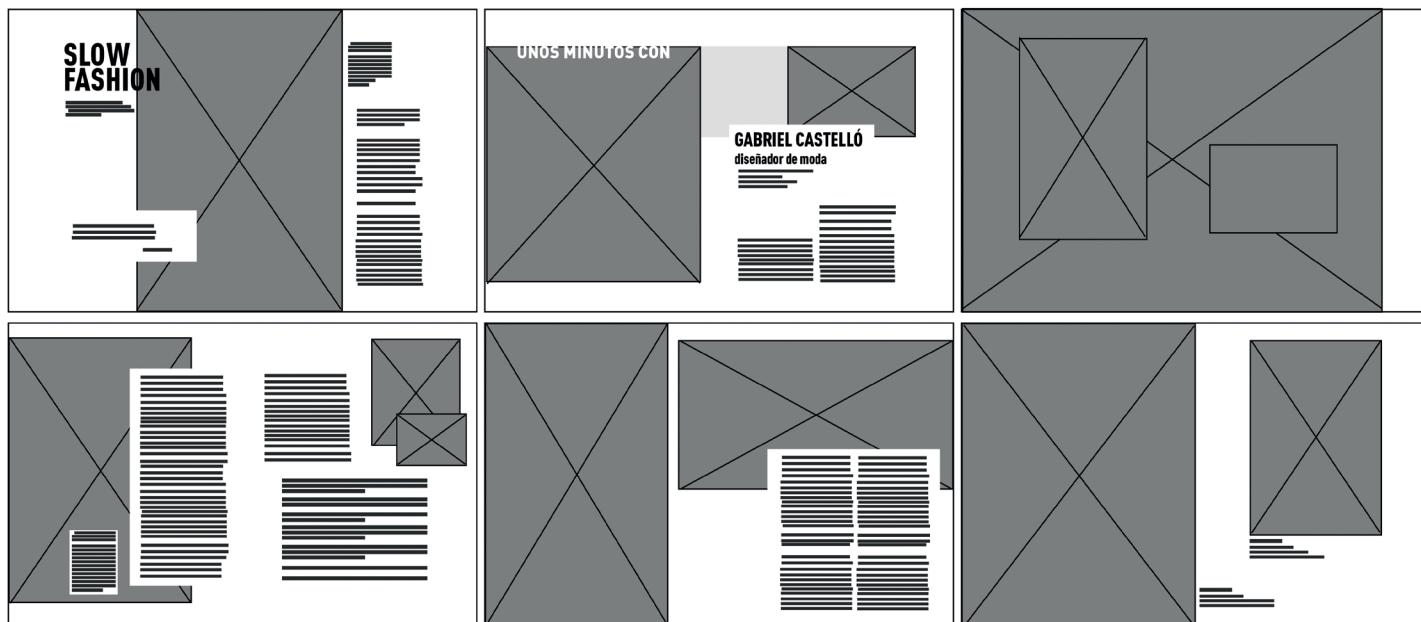 SLOW
FASHION
UNOS MINUTOS CON
GABRIEL CASTELLÓ
diseñador de moda